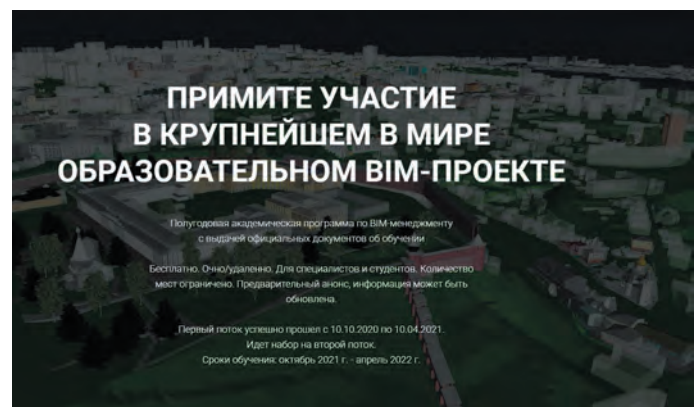 ПРИМИТЕ УЧАСТИЕ
В КРУПНЕЙШЕМ В МИРЕ
ОБРАЗОВАТЕЛЬНОМ BIM-ПРОЕКТЕ
Полугодовая академическая программа по BIM-менеджменту
с выдачей официальных документов об обучении
Бесплатно. Очно/удаленно. Для специалистов и студентов. Количество
мест ограничено. Предварительный анонс, информация может быть
обновлена.
Первый поток успешно прошел с 10.10.2020 по 10.04.2021.
Идет набор на второй поток.
Сроки обучения: октябрь 2021 г. - апрель 2022 г.